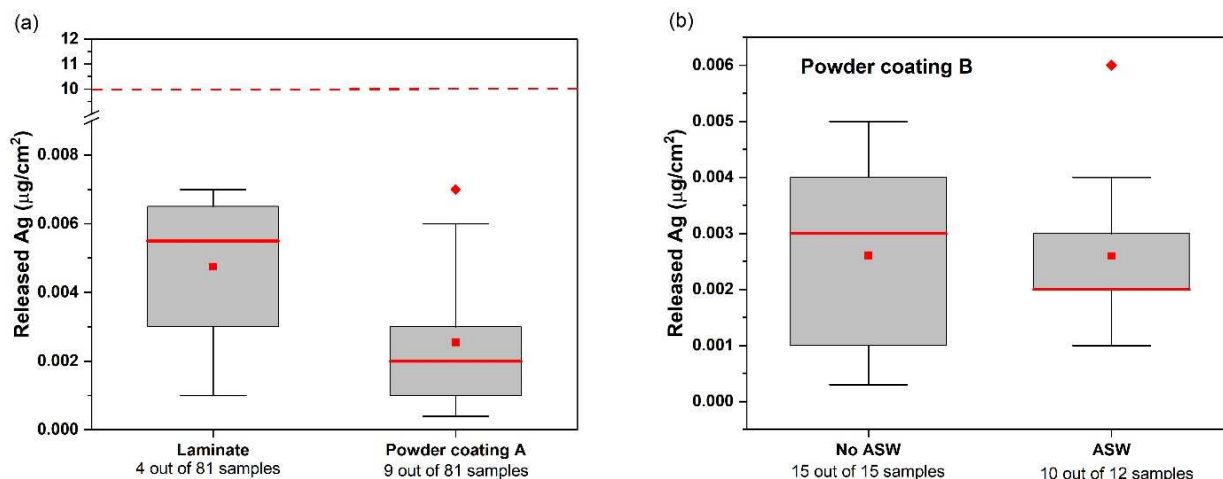 (a)
12
11
10
0.008
0.006
0.004
0.002
0.000
Released Ag (µg/cm²)
Laminate
4 out of 81 samples
Powder coating A
9 out of 81 samples
(b)
Powder coating B
0.006
0.005
0.004
0.003
0.002
0.001
0.000
Released Ag (µg/cm²)
No ASW
15 out of 15 samples
ASW
10 out of 12 samples